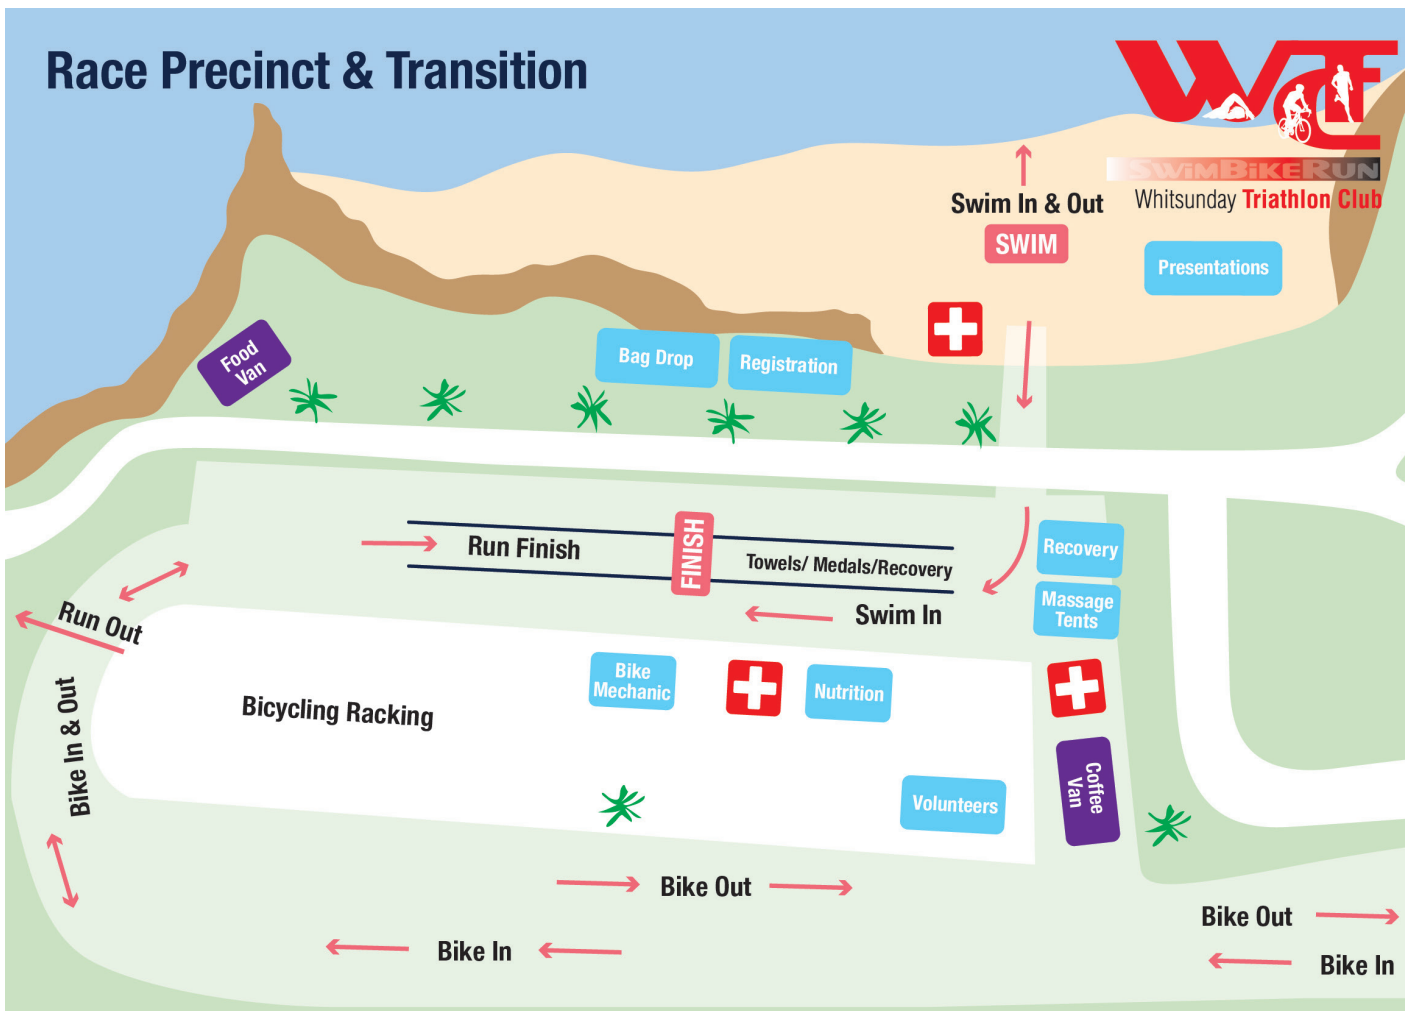 Race Precinct & Transition
SWIMBIKERUN
Whitsunday Triathlon Club
Swim In & Out
SWIM
Presentations
Food
Van
Bag Drop
Registration
Run Finish
FINISH
Towels/ Medals/Recovery
Recovery
Massage
Tents
Swim In
Run Out
Bike In & Out
Bicycling Racking
Bike
Mechanic
Nutrition
Volunteers
Coffee
Van
Bike Out
Bike In
Bike Out
Bike In